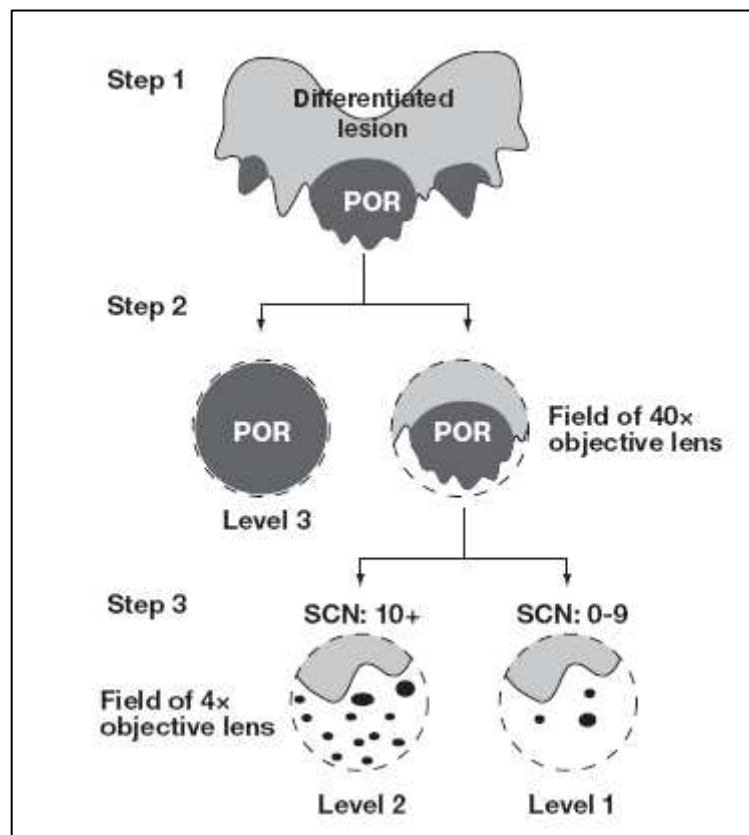 Step 1
Differentiated
lesion
POR
Step 2
POR
POR
Field of 40×
objective lens
Level 3
Step 3
SCN: 10+
SCN: 0-9
Field of 4×
objective lens
Level 2
Level 1